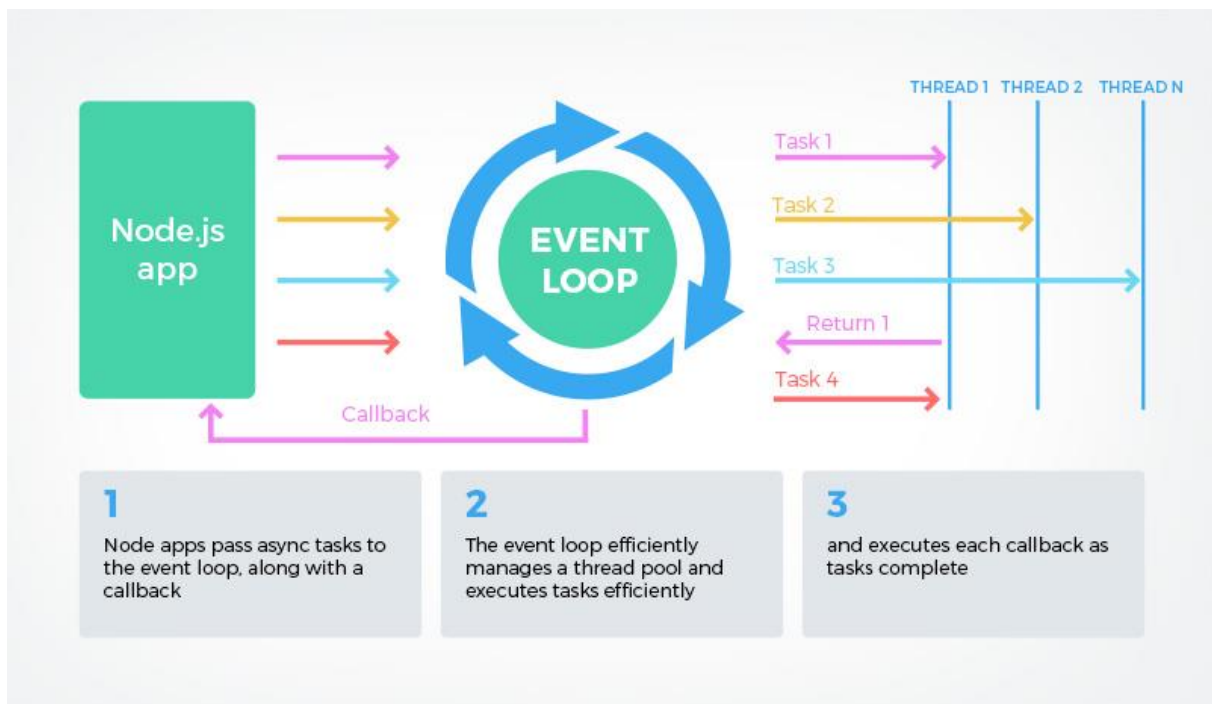 THREAD 1 THREAD 2 THREAD N
Node.js
app
EVENT
LOOP
Task 1
Task 2
Task 3
Return 1
Task 4
Callback
1
Node apps pass async tasks to
the event loop, along with a
callback
2
The event loop efficiently
manages a thread pool and
executes tasks efficiently
3
and executes each callback as
tasks complete